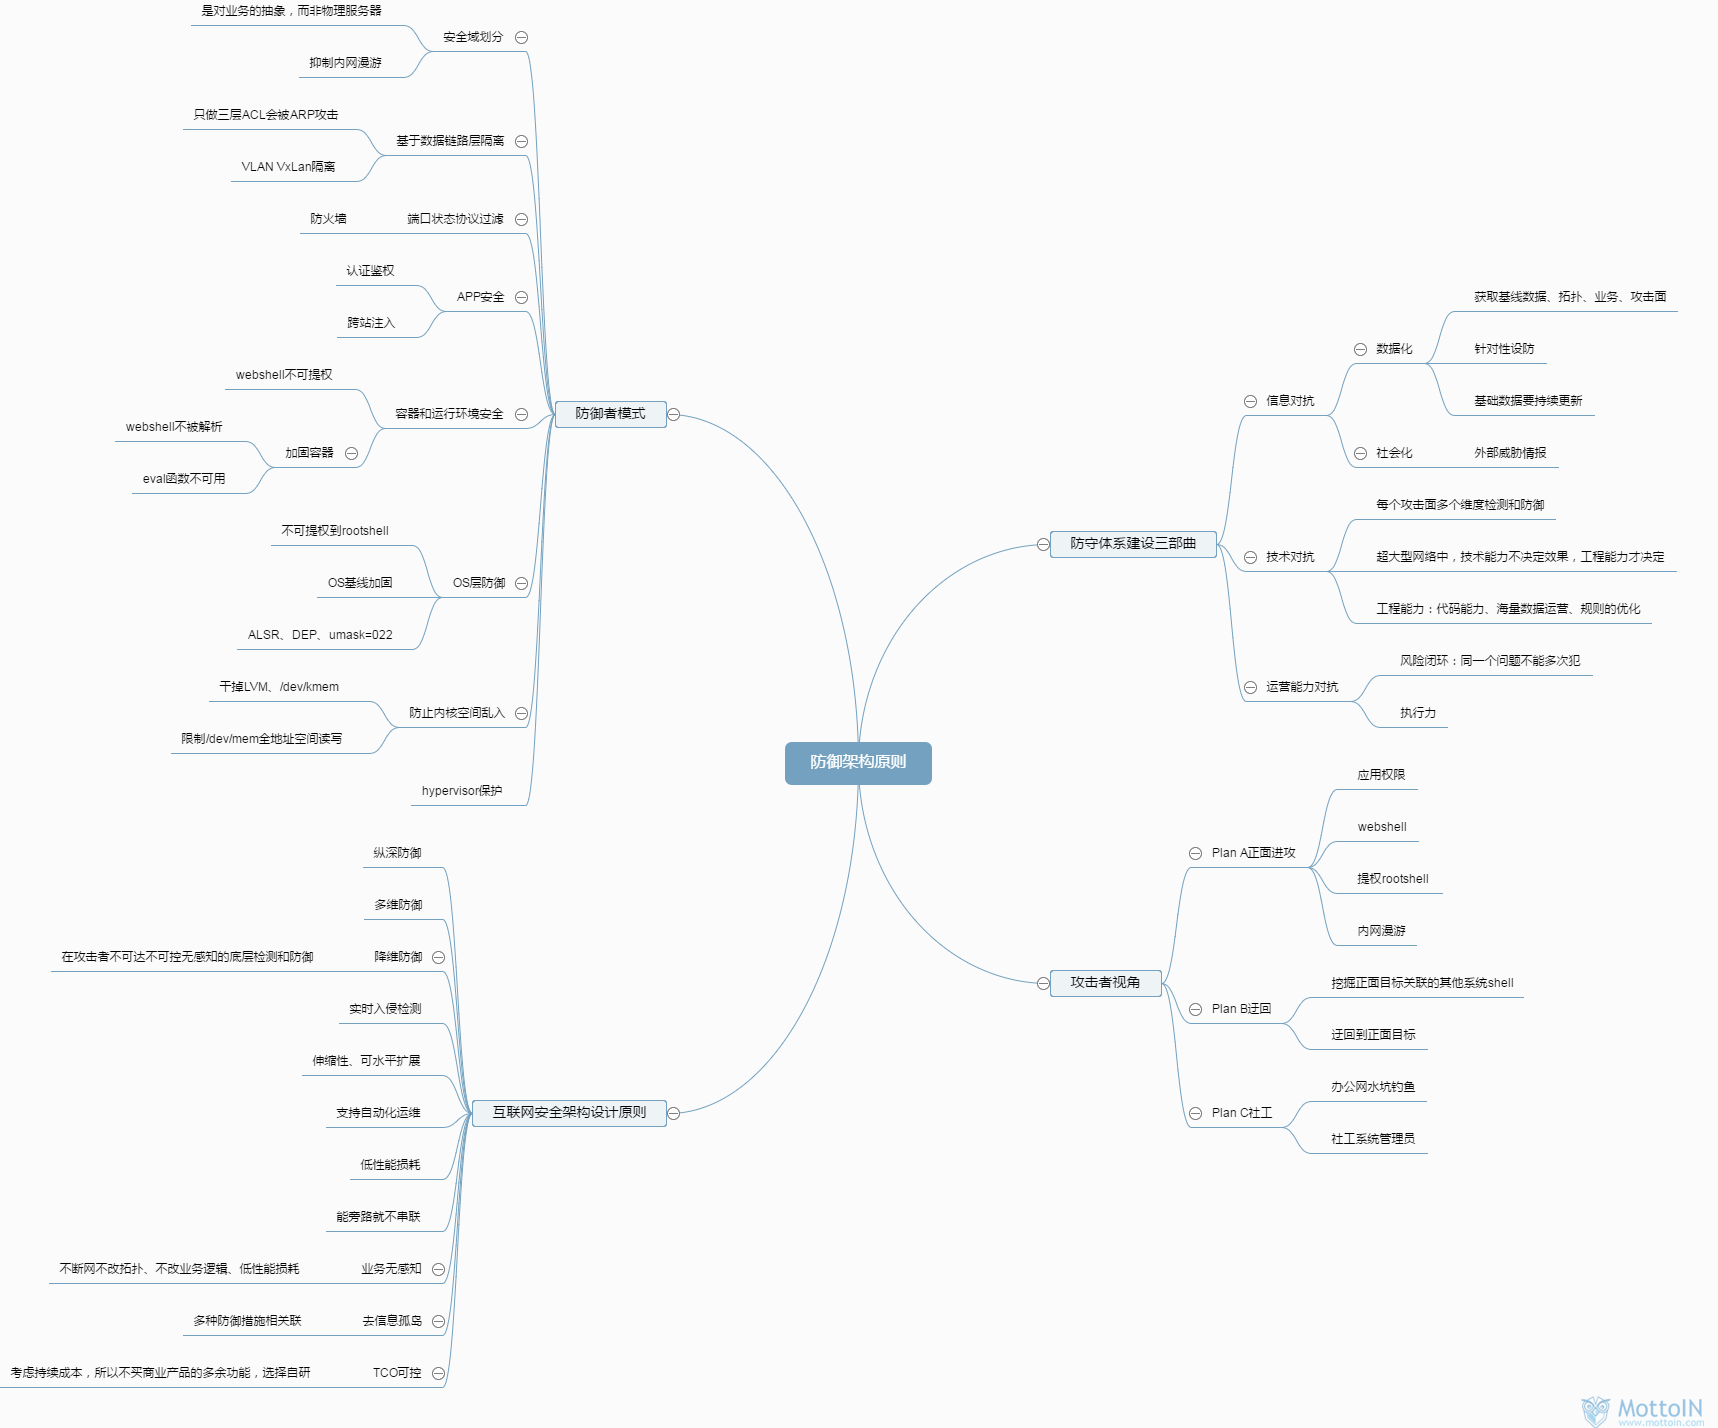 防御架构原则
防御者模式
安全域划分
是对业务的抽象，而非物理服务器
抑制内网漫游
基于数据链路层隔离
只做三层ACL会被ARP攻击
VLAN VxLan隔离
端口状态协议过滤
防火墙
APP安全
认证鉴权
跨站注入
容器和运行环境安全
webshell不可提权
加固容器
webshell不被解析
eval函数不可用
OS层防御
不可提权到rootshell
OS基线加固
ALSR、DEP、umask=022
防止内核空间乱入
干掉LVM、/dev/kmem
限制/dev/mem全地址空间读写
hypervisor保护
互联网安全架构设计原则
纵深防御
多维防御
降维防御
在攻击者不可达不可控无感知的底层检测和防御
实时入侵检测
伸缩性、可水平扩展
支持自动化运维
低性能损耗
能旁路就不串联
业务无感知
不断网不改拓扑、不改业务逻辑、低性能损耗
去信息孤岛
多种防御措施相关联
TCO可控
考虑持续成本，所以不买商业产品的多余功能，选择自研
防守体系建设三部曲
信息对抗
数据化
获取基线数据、拓扑、业务、攻击面
针对性设防
基础数据要持续更新
社会化
外部威胁情报
技术对抗
每个攻击面多个维度检测和防御
超大型网络中，技术能力不决定效果，工程能力才决定
工程能力：代码能力、海量数据运营、规则的优化
运营能力对抗
风险闭环：同一个问题不能多次犯
执行力
攻击者视角
Plan A正面进攻
应用权限
webshell
提权rootshell
内网漫游
Plan B迂回
挖掘正面目标关联的其他系统shell
迂回到正面目标
Plan C社工
办公网水坑钓鱼
社工系统管理员
MottoIN
www.mottoin.com